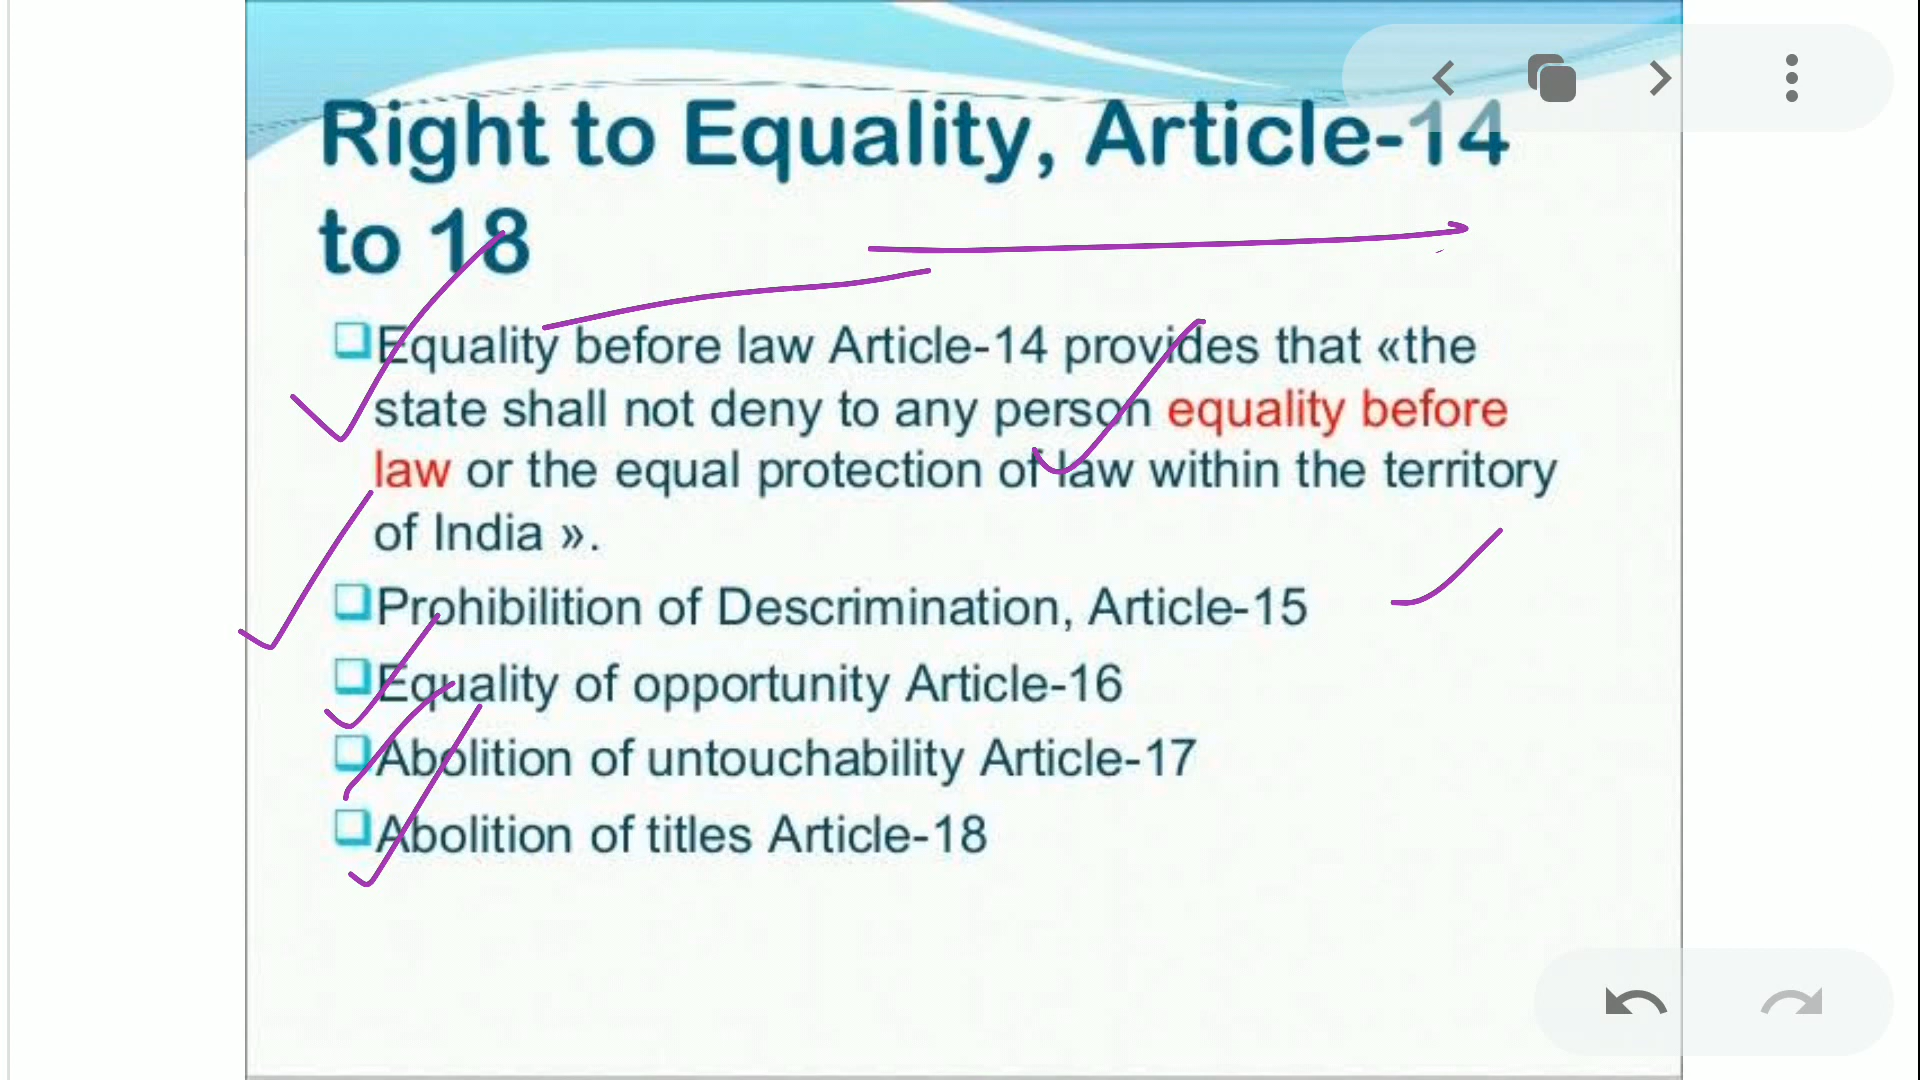 Right to Equality, Article-14
to 18
Equality before law Article-14 provides that «the
state shall not deny to any person equality before
law or the equal protection of law within the territory
of India ».
Prohibilition of Descrimination, Article-15
Equality of opportunity Article-16
Abolition of untouchability Article-17
Abolition of titles Article-18